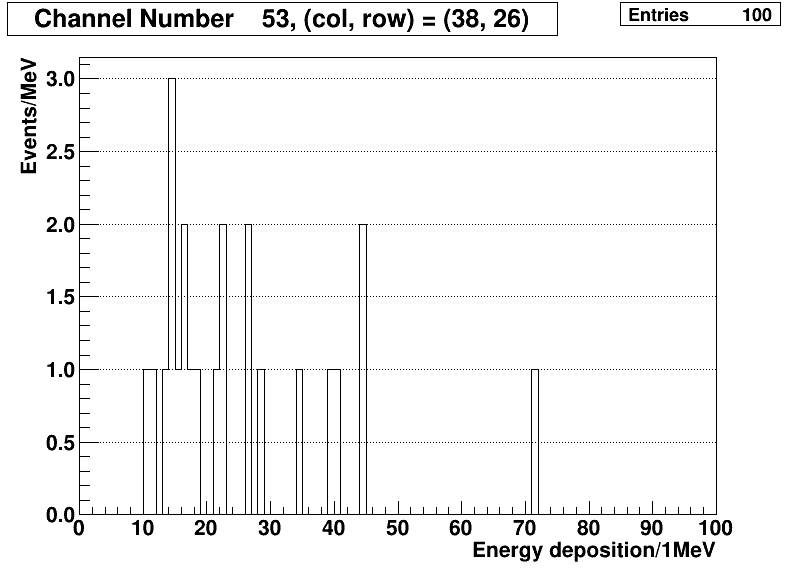 Channel Number 53, (col, row) = (38, 26)
Entries 100
Events/MeV
3.0
2.5
2.0
1.5
1.0
0.5
0.0
0 10 20 30 40 50 60 70 80 90 100
Energy deposition/1MeV